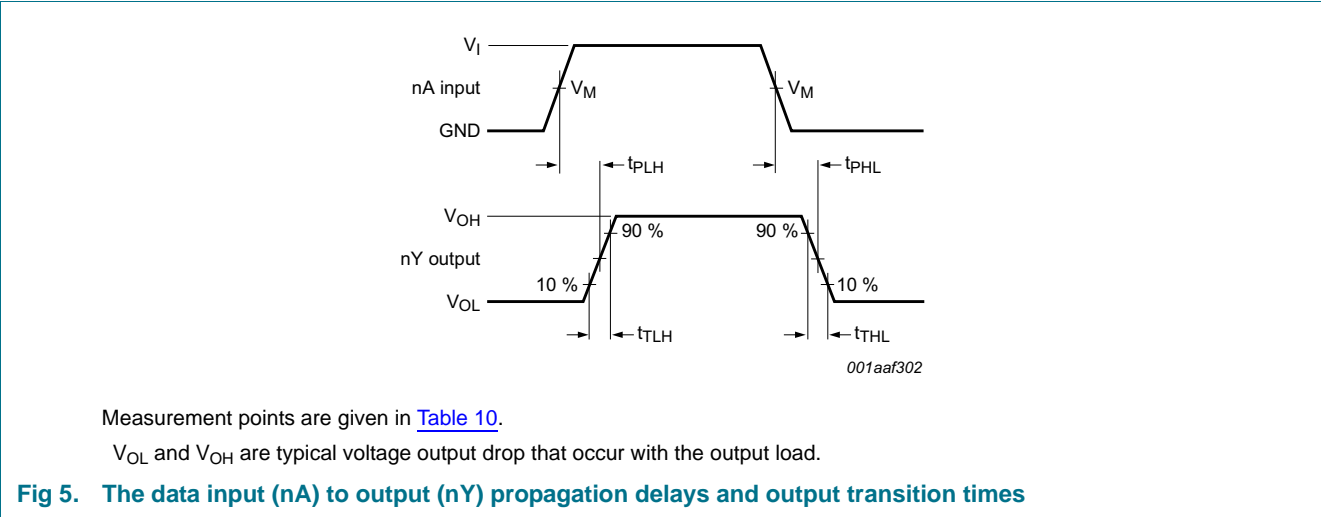 VI
nA input
VM
VM
GND
tPLH
tPHL
VOH
90 %
90 %
nY output
10 %
10 %
VOL
tTLH
tTHL
001aaf302
Measurement points are given in Table 10.
VOL and VOH are typical voltage output drop that occur with the output load.
Fig 5. The data input (nA) to output (nY) propagation delays and output transition times